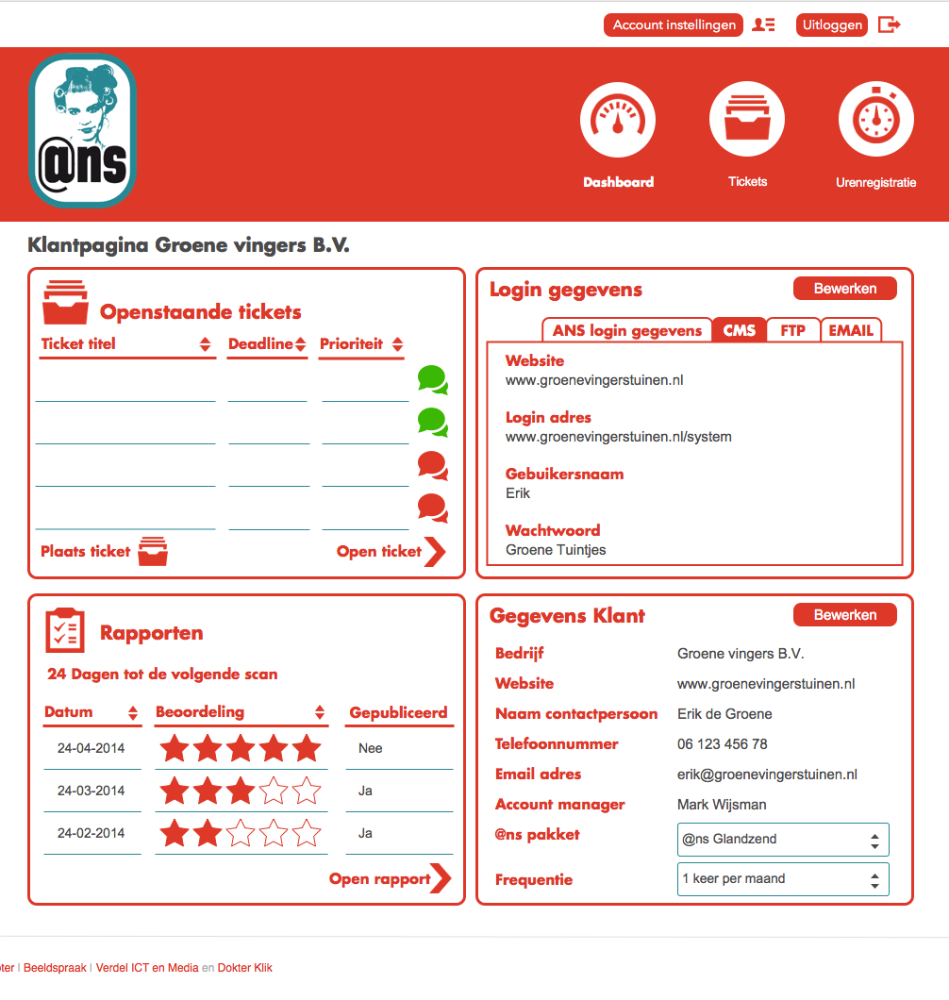 Account instellingen
Uitloggen
@ns
Dashboard
Tickets
Urenregistratie
Klantpagina Groene vingers B.V.
Openstaande tickets
Ticket titel Deadline Prioriteit
Plaats ticket
Open ticket
Login gegevens
Bewerken
ANS login gegevens CMS FTP EMAIL
Website
www.groenevingerstuinen.nl
Login adres
www.groenevingerstuinen.nl/system
Gebuikersnaam
Erik
Wachtwoord
Groene Tuintjes
Rapporten
24 Dagen tot de volgende scan
Datum Beoordeling Gepubliceerd
24-04-2014 Nee
24-03-2014 Ja
24-02-2014 Ja
Open rapport
Gegevens Klant
Bewerken
Bedrijf Groene vingers B.V.
Website www.groenevingerstuinen.nl
Naam contactpersoon Erik de Groene
Telefoonnummer 06 123 456 78
Email adres erik@groenevingerstuinen.nl
Account manager Mark Wijsman
@ns pakket @ns Glandzend
Frequentie 1 keer per maand
ter | Beeldspraak | Verdel ICT en Media en Dokter Klik